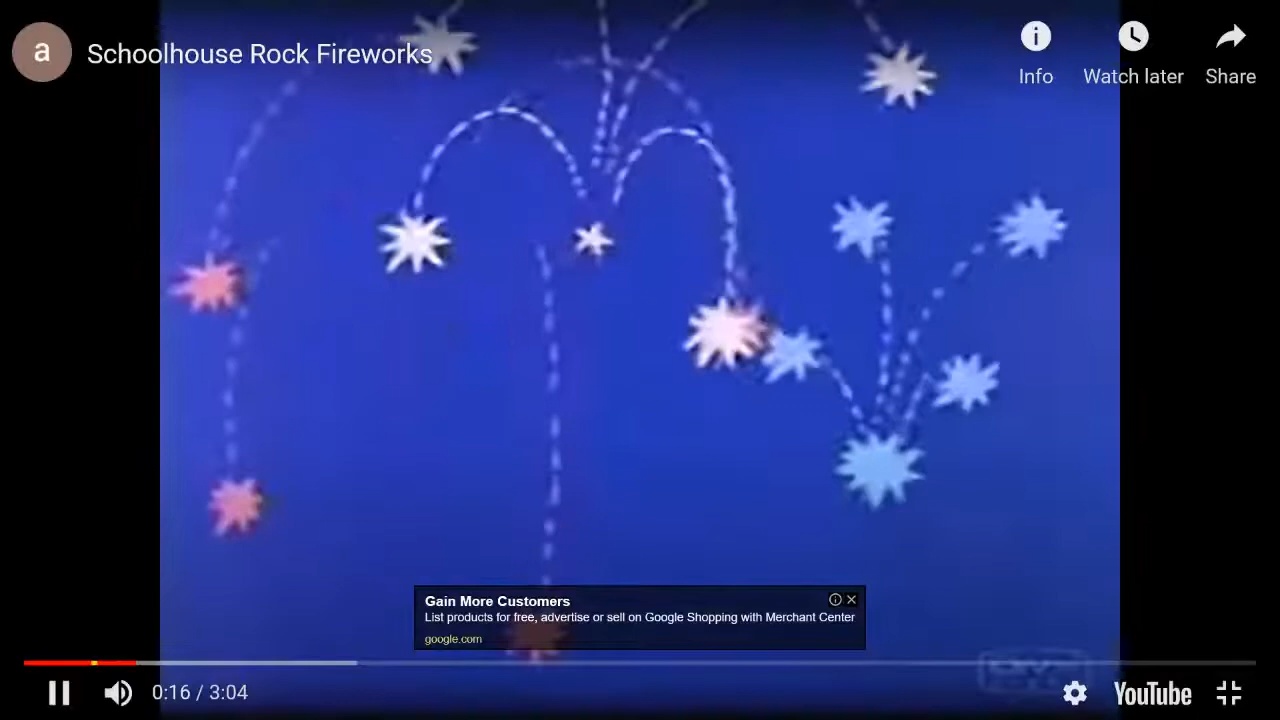 a
Schoolhouse Rock Fireworks
Info
Watch later
Share
Gain More Customers
List products for free, advertise or sell on Google Shopping with Merchant Center
google.com
0:16 / 3:04
YouTube